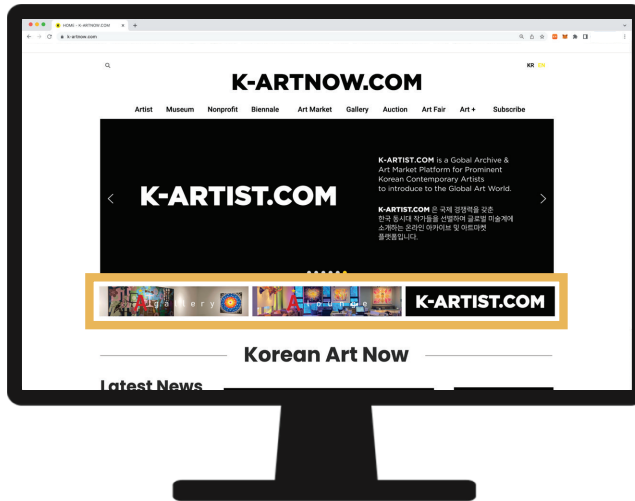 HOME - K-ARTNOW.COM
k-artnow.com
KR EN
K-ARTNOW.COM
Artist Museum Nonprofit Biennale Art Market Gallery Auction Art Fair Art + Subscribe
K-ARTIST.COM
K-ARTIST.COM is a Gobal Archive &
Art Market Platform for Prominent
Korean Contemporary Artists
to introduce to the Global Art World.
K-ARTIST.COM 은 국제 경쟁력을 갖춘
한국 동시대 작가들을 선별하여 글로벌 미술계에
소개하는 온라인 아카이브 및 아트마켓
플랫폼입니다.
A gallery
A lounge
K-ARTIST.COM
Korean Art Now
Latest News